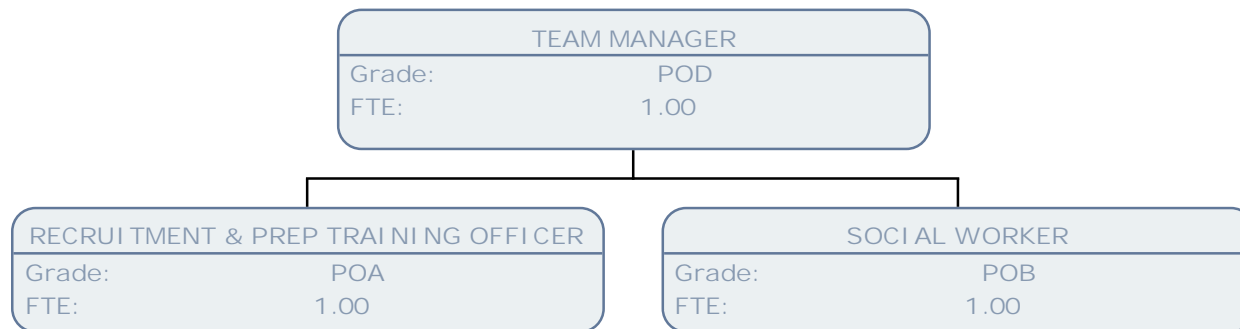 TEAM MANAGER
Grade: POD
FTE: 1.00
RECRUITMENT & PREP TRAINING OFFICER
Grade: POA
FTE: 1.00
SOCIAL WORKER
Grade: POB
FTE: 1.00